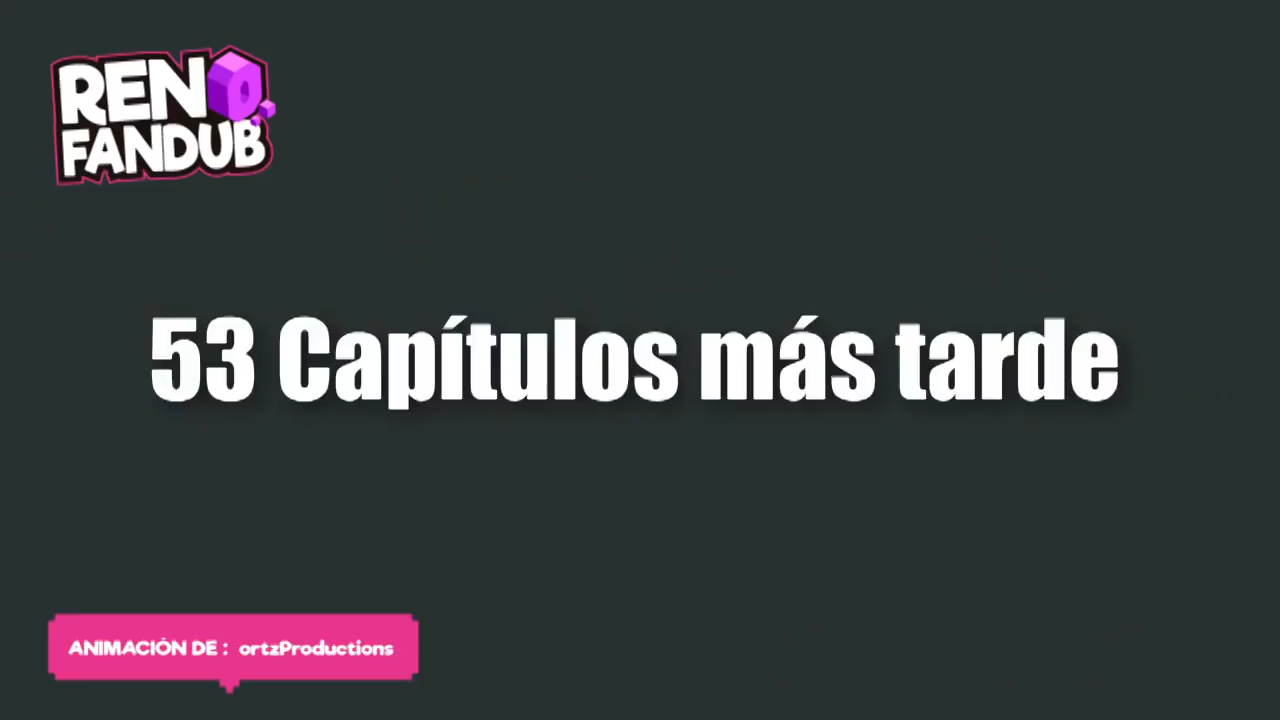 RENO
FANDUB
53 Capítulos más tarde
ANIMACIÓN DE : ortzProductions